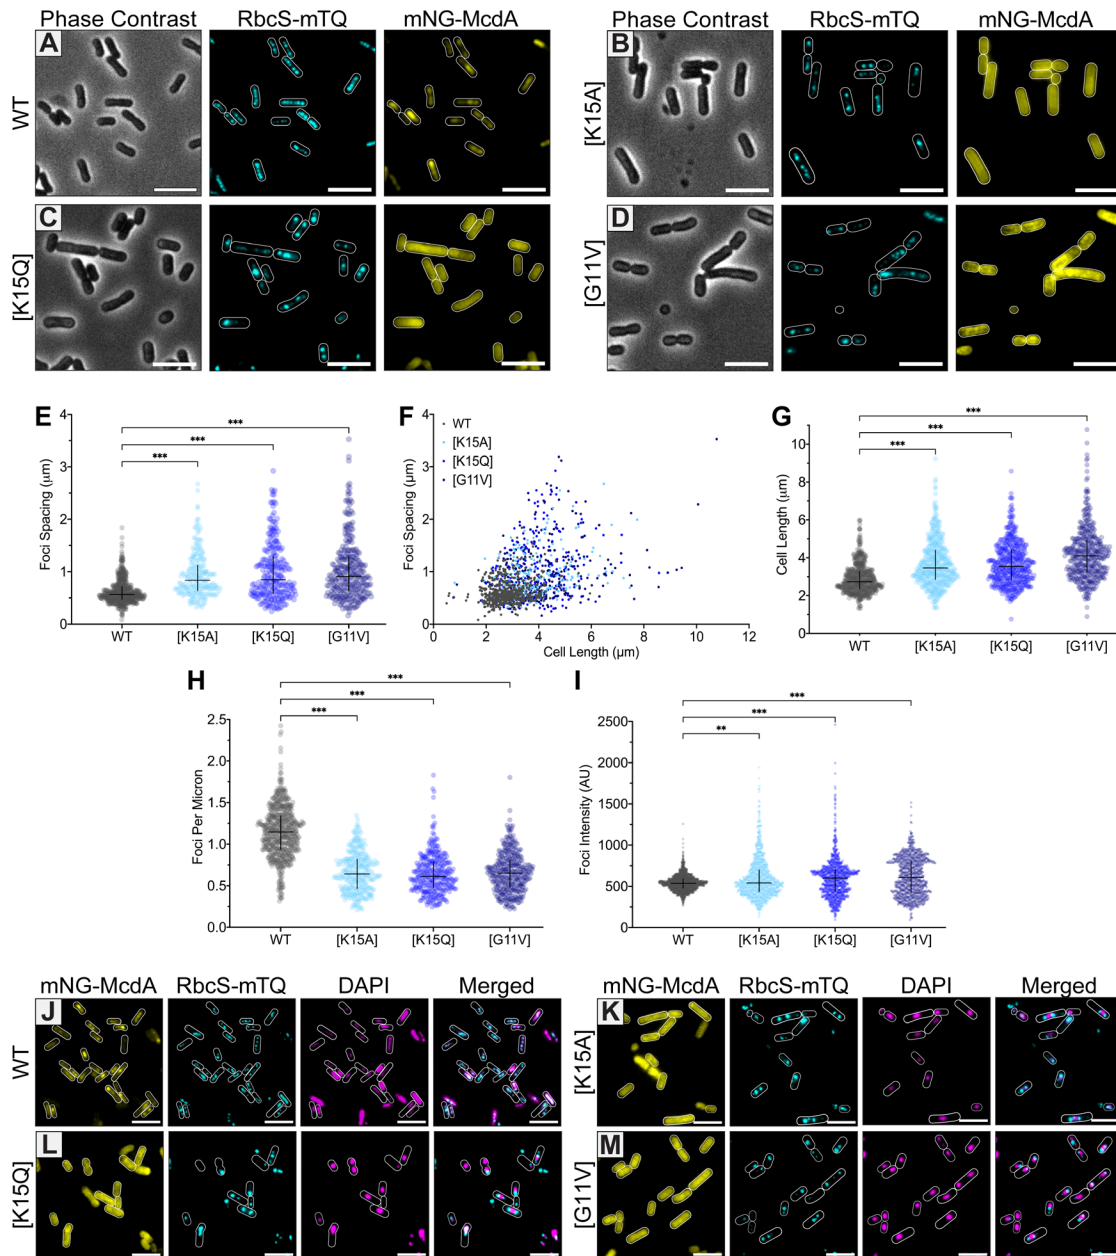 Phase Contrast RbcS-mTQ mNG-McdA Phase Contrast RbcS-mTQ mNG-McdA
WT A [K15A] B
[K15Q] C [G11V] D
E
Foci Spacing (μm)
4
3
2
1
0
*** 
***
***
WT [K15A] [K15Q] [G11V]
F
Foci Spacing (μm)
4
3
2
1
0
WT
[K15A]
[K15Q]
[G11V]
0 2 4 6 8 10 12
Cell Length (μm)
G
Cell Length (μm)
10
8
6
4
2
0
***
***
***
WT [K15A] [K15Q] [G11V]
H
Foci Per Micron
2.5
2.0
1.5
1.0
0.5
0.0
***
***
***
WT [K15A] [K15Q] [G11V]
I
Foci Intensity (AU)
2500
2000
1500
1000
500
0
***
***
**
WT [K15A] [K15Q] [G11V]
mNG-McdA RbcS-mTQ DAPI Merged mNG-McdA RbcS-mTQ DAPI Merged
WT J [K15A] K
[K15Q] L [G11V] M